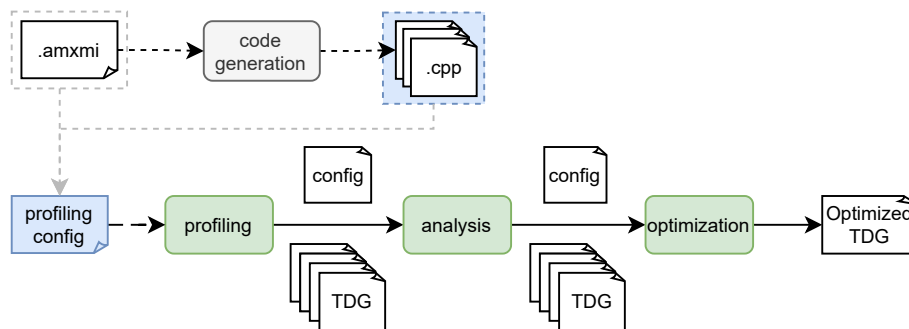 .amxmi
code
generation
.cpp
config
config
profiling
config
profiling
analysis
optimization
Optimized
TDG
TDG
TDG